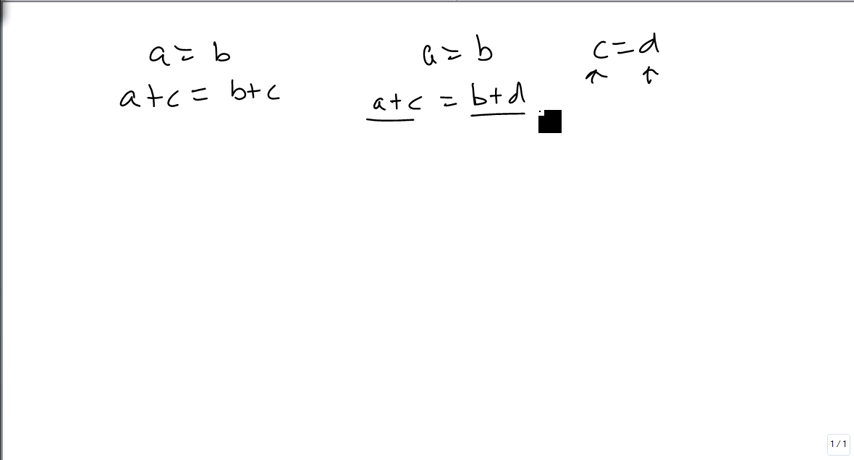 a = b a = b c = d
a + c = b + c a + c = b + d
1 / 1